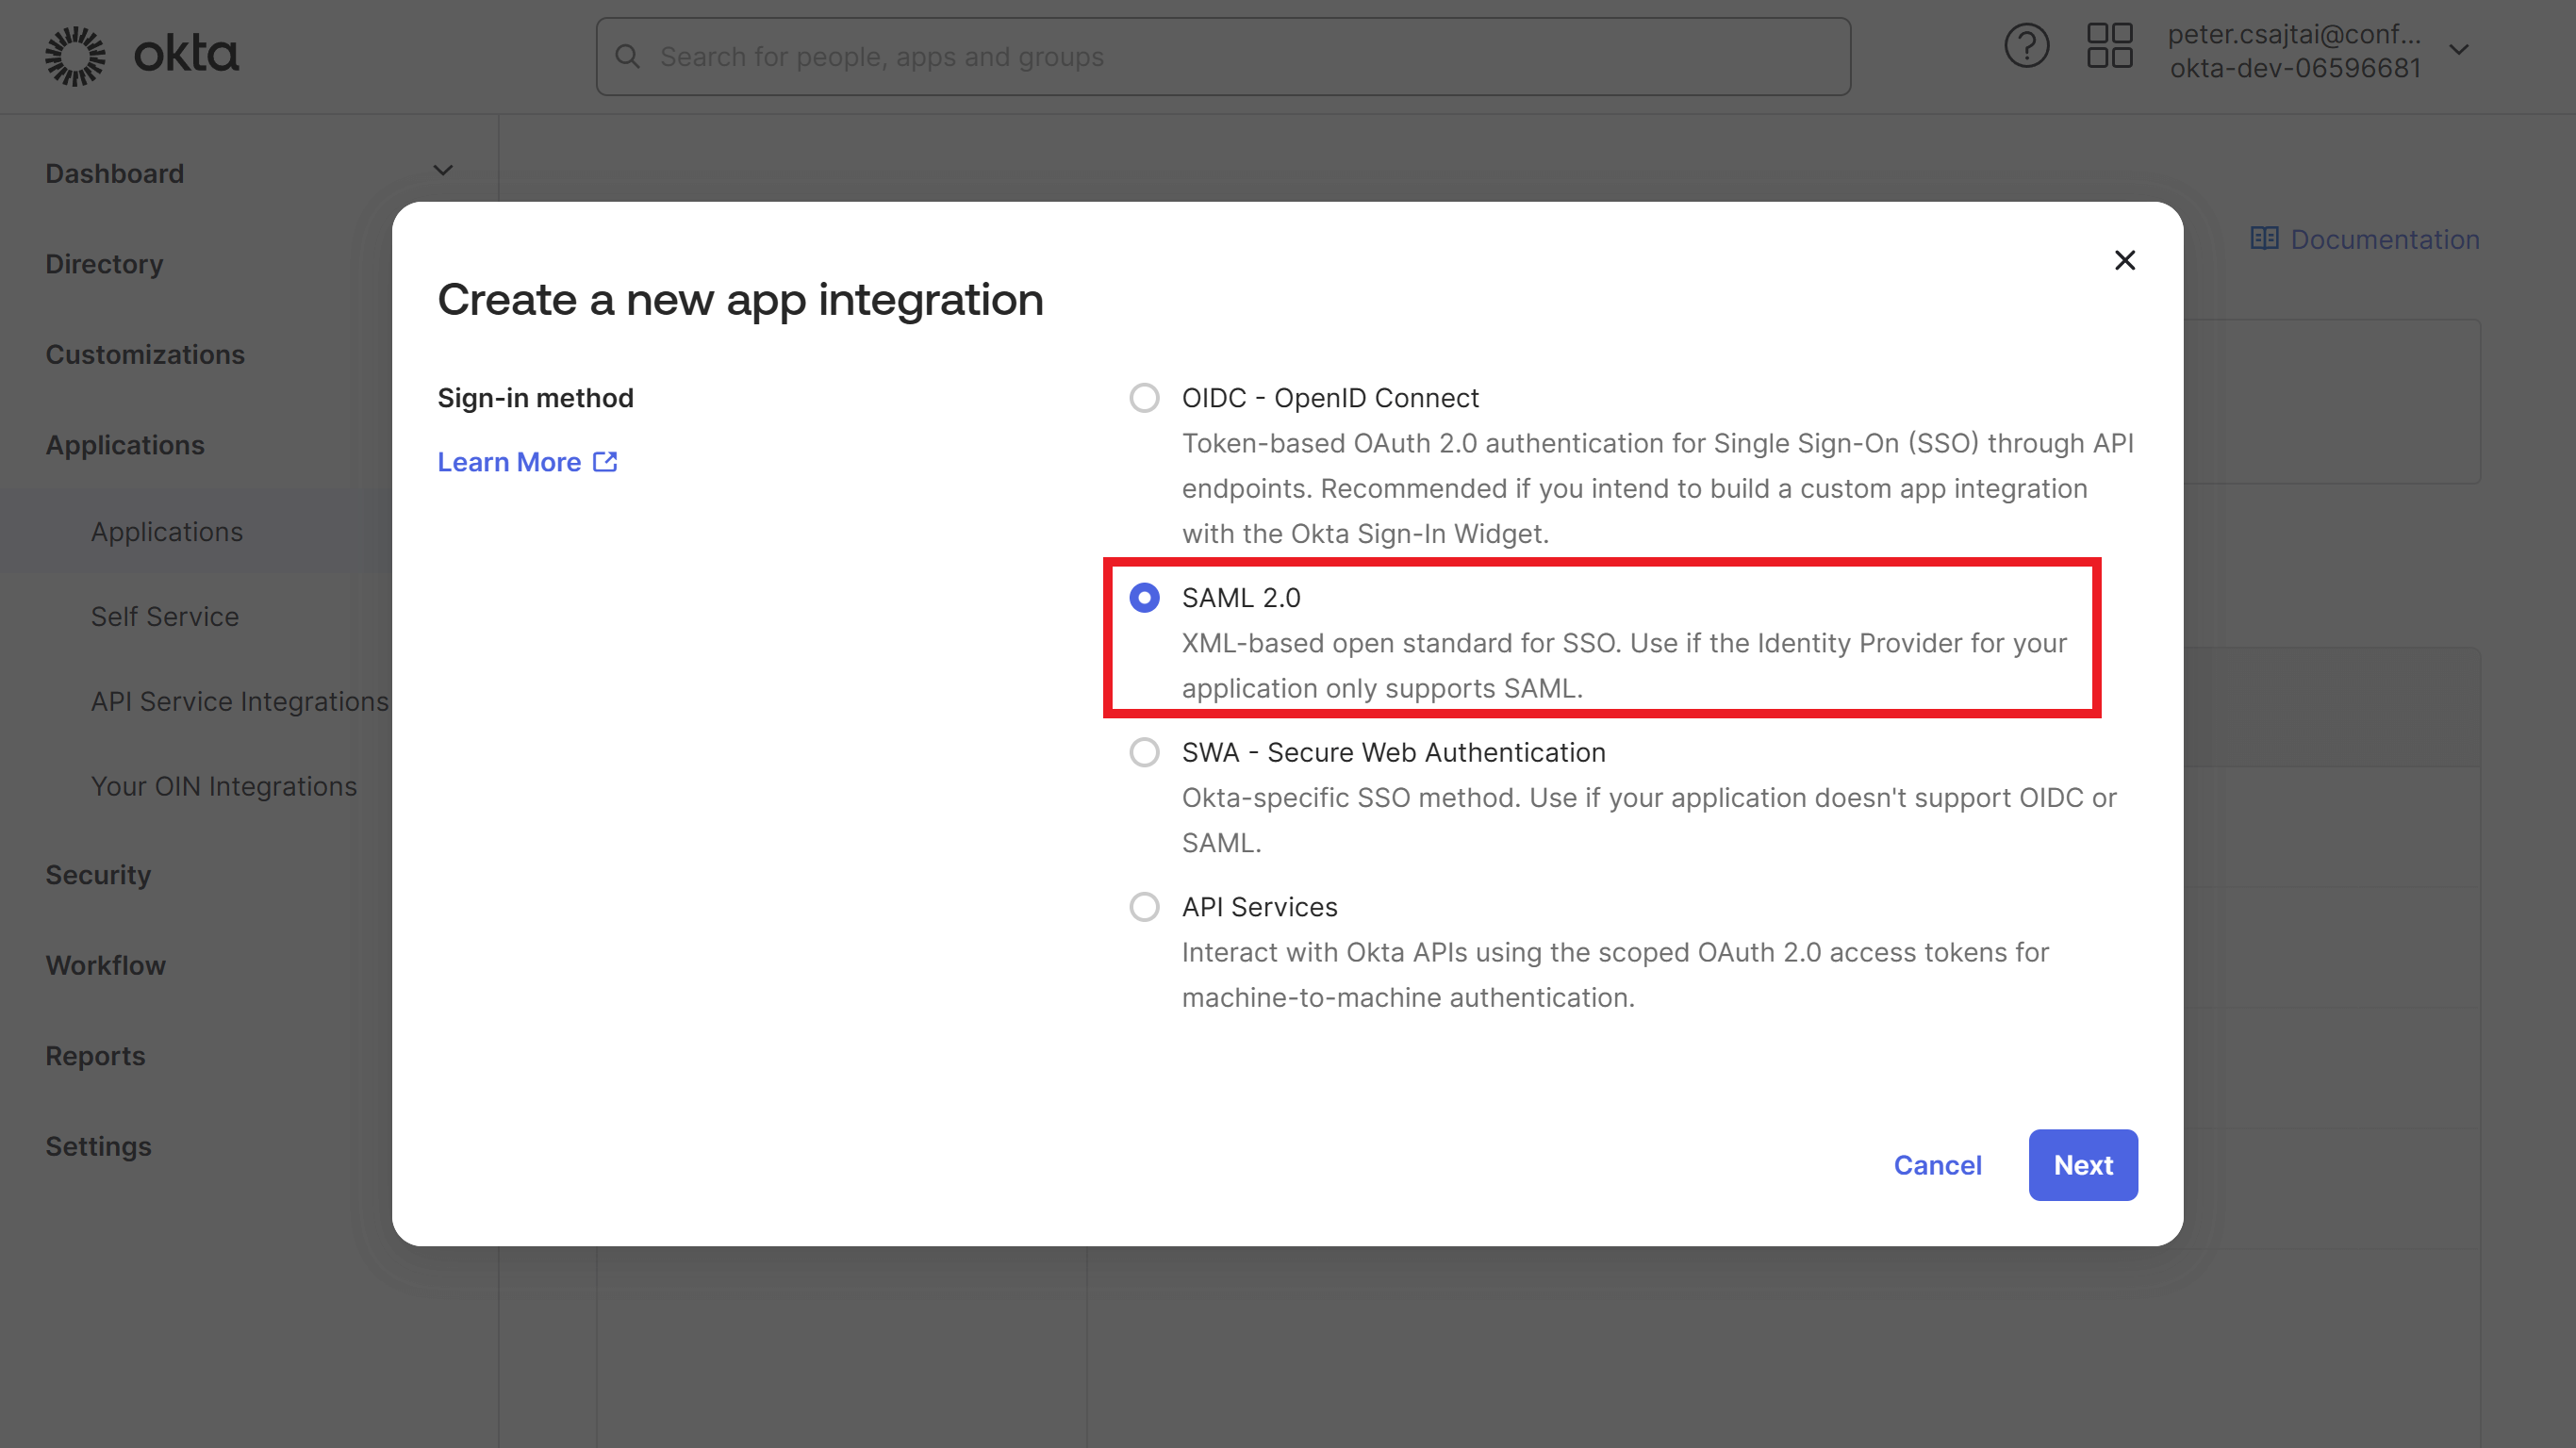 okta
Search for people, apps and groups
peter.csajtai@conf...
okta-dev-06596681
Dashboard
Directory
Customizations
Applications
Applications
Self Service
API Service Integrations
Your OIN Integrations
Security
Workflow
Reports
Settings
Documentation
Create a new app integration
Sign-in method
Learn More
OIDC - OpenID Connect
Token-based OAuth 2.0 authentication for Single Sign-On (SSO) through API
endpoints. Recommended if you intend to build a custom app integration
with the Okta Sign-In Widget.
SAML 2.0
XML-based open standard for SSO. Use if the Identity Provider for your
application only supports SAML.
SWA - Secure Web Authentication
Okta-specific SSO method. Use if your application doesn't support OIDC or
SAML.
API Services
Interact with Okta APIs using the scoped OAuth 2.0 access tokens for
machine-to-machine authentication.
Cancel
Next